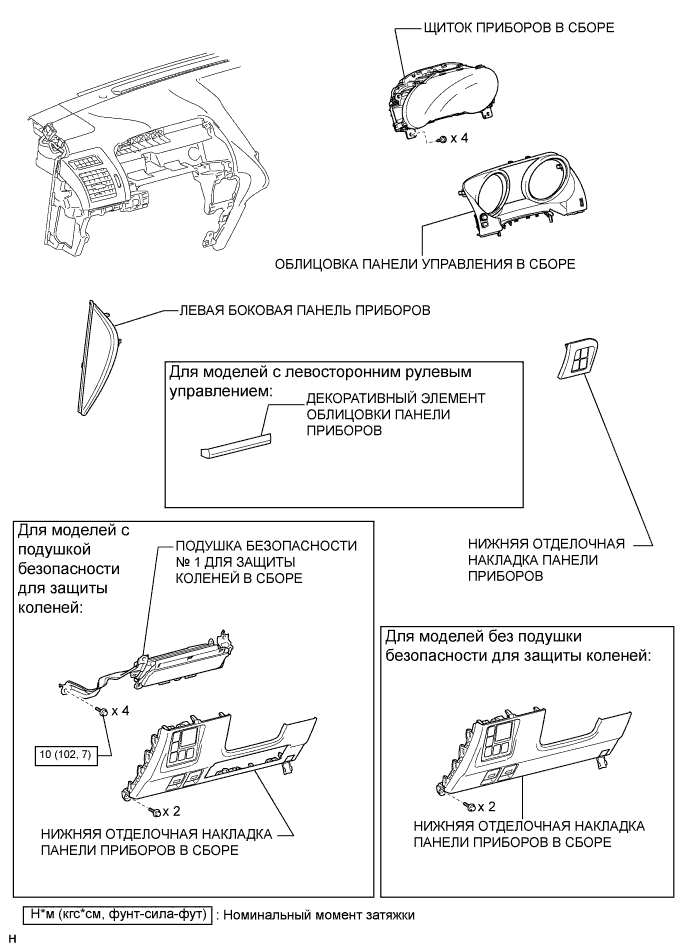 ЩИТОК ПРИБОРОВ В СБОРЕ
x 4
ОБЛИЦОВКА ПАНЕЛИ УПРАВЛЕНИЯ В СБОРЕ
ЛЕВАЯ БОКОВАЯ ПАНЕЛЬ ПРИБОРОВ
Для моделей с левосторонним рулевым
управлением:
ДЕКОРАТИВНЫЙ ЭЛЕМЕНТ
ОБЛИЦОВКИ ПАНЕЛИ
ПРИБОРОВ
НИЖНЯЯ ОТДЕЛОЧНАЯ
НАКЛАДКА ПАНЕЛИ
ПРИБОРОВ
Для моделей с
подушкой
безопасности
для защиты
коленей:
ПОДУШКА БЕЗОПАСНОСТИ
№ 1 ДЛЯ ЗАЩИТЫ
КОЛЕНЕЙ В СБОРЕ
x 4
10 (102, 7)
x 2
НИЖНЯЯ ОТДЕЛОЧНАЯ НАКЛАДКА
ПАНЕЛИ ПРИБОРОВ В СБОРЕ
Для моделей без подушки
безопасности для защиты коленей:
x 2
НИЖНЯЯ ОТДЕЛОЧНАЯ НАКЛАДКА
ПАНЕЛИ ПРИБОРОВ В СБОРЕ
Н*м (кгс*см, фунт-сила-фут) : Номинальный момент затяжки
H